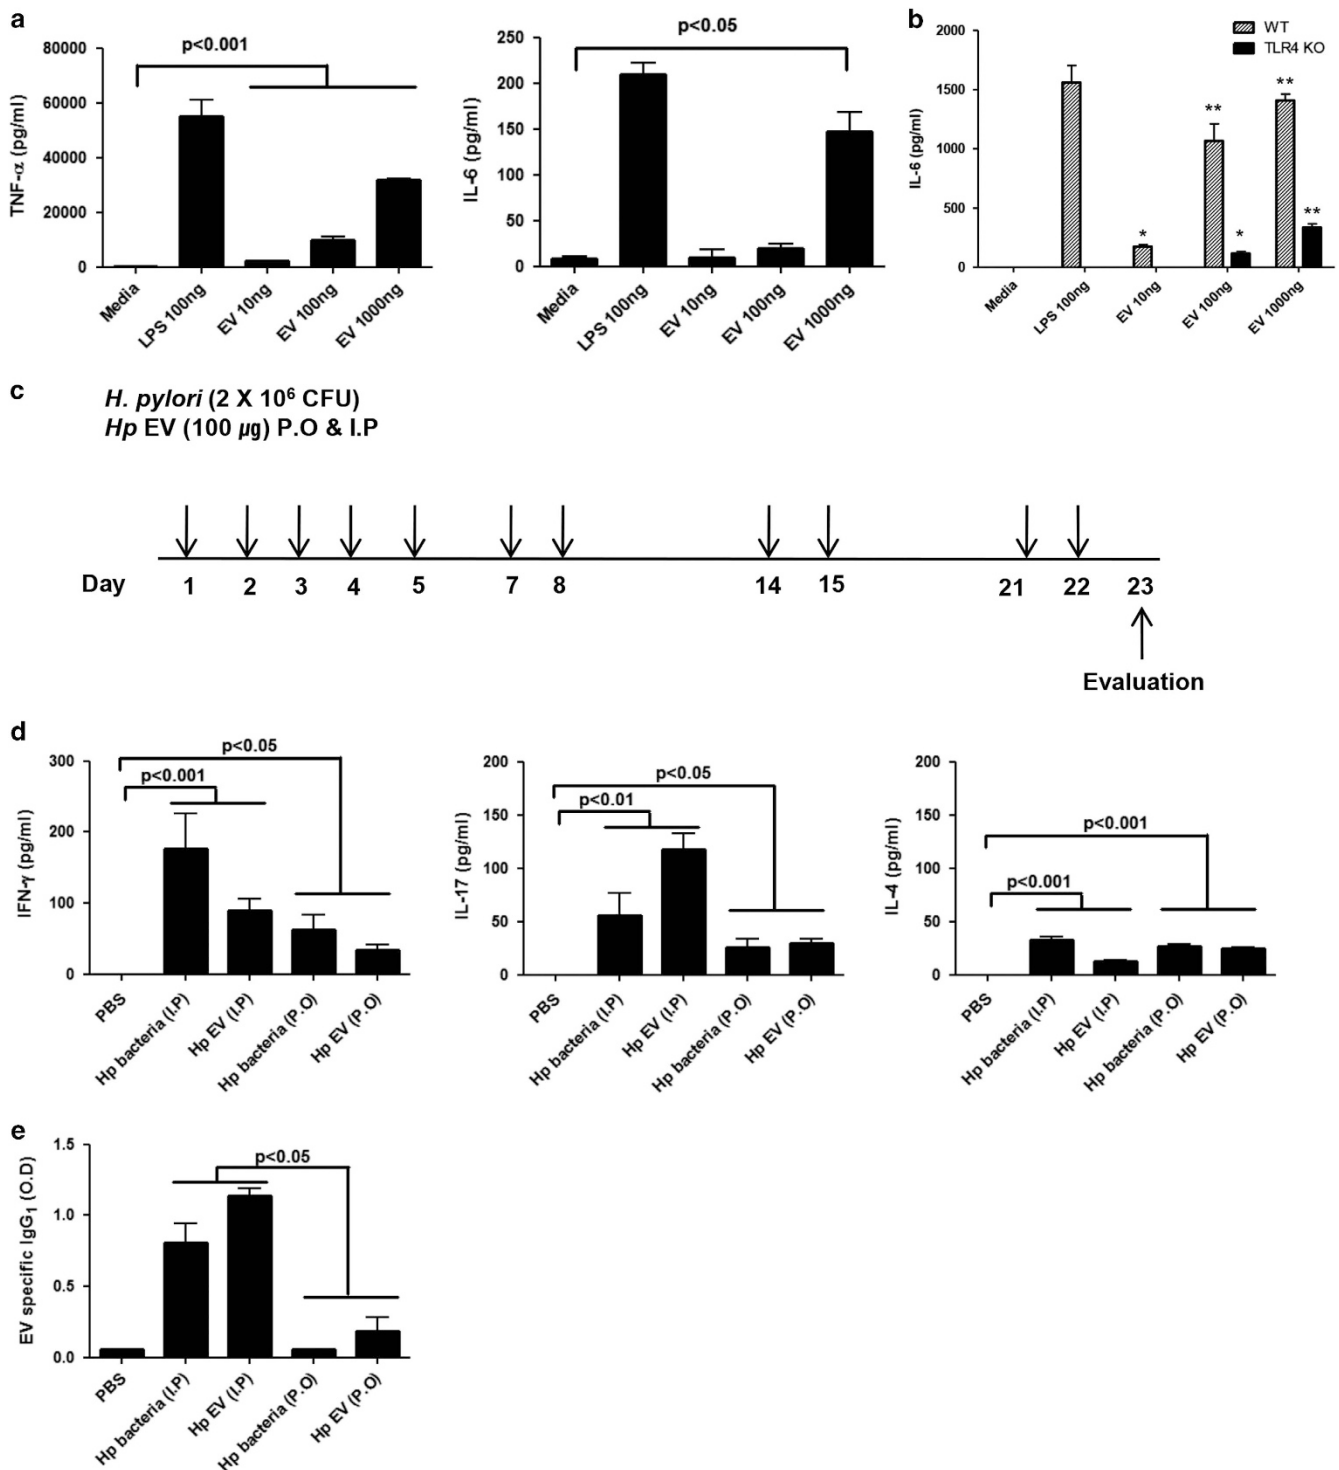 a
p<0.001
TNF-α (pg/ml)
80000
60000
40000
20000
0
Media
LPS 100ng
EV 10ng
EV 100ng
EV 1000ng
p<0.05
IL-6 (pg/ml)
250
200
150
100
50
0
Media
LPS 100ng
EV 10ng
EV 100ng
EV 1000ng
b
WT
TLR4 KO
IL-6 (pg/ml)
2000
1500
1000
500
0
*
**
*
**
**
Media
LPS 100ng
EV 10ng
EV 100ng
EV 1000ng
c
H. pylori (2 X 10⁶ CFU)
Hp EV (100 ㎍) P.O & I.P
Day 1 2 3 4 5 7 8 14 15 21 22 23
Evaluation
d
p<0.05
p<0.001
IFN-γ (pg/ml)
300
200
100
0
PBS
Hp bacteria (I.P)
Hp EV (I.P)
Hp bacteria (P.O)
Hp EV (P.O)
p<0.05
p<0.01
IL-17 (pg/ml)
200
150
100
50
0
PBS
Hp bacteria (I.P)
Hp EV (I.P)
Hp bacteria (P.O)
Hp EV (P.O)
p<0.001
p<0.001
IL-4 (pg/ml)
200
150
100
50
0
PBS
Hp bacteria (I.P)
Hp EV (I.P)
Hp bacteria (P.O)
Hp EV (P.O)
e
p<0.05
EV specific IgG₁ (O.D)
1.5
1.0
0.5
0.0
PBS
Hp bacteria (I.P)
Hp EV (I.P)
Hp bacteria (P.O)
Hp EV (P.O)